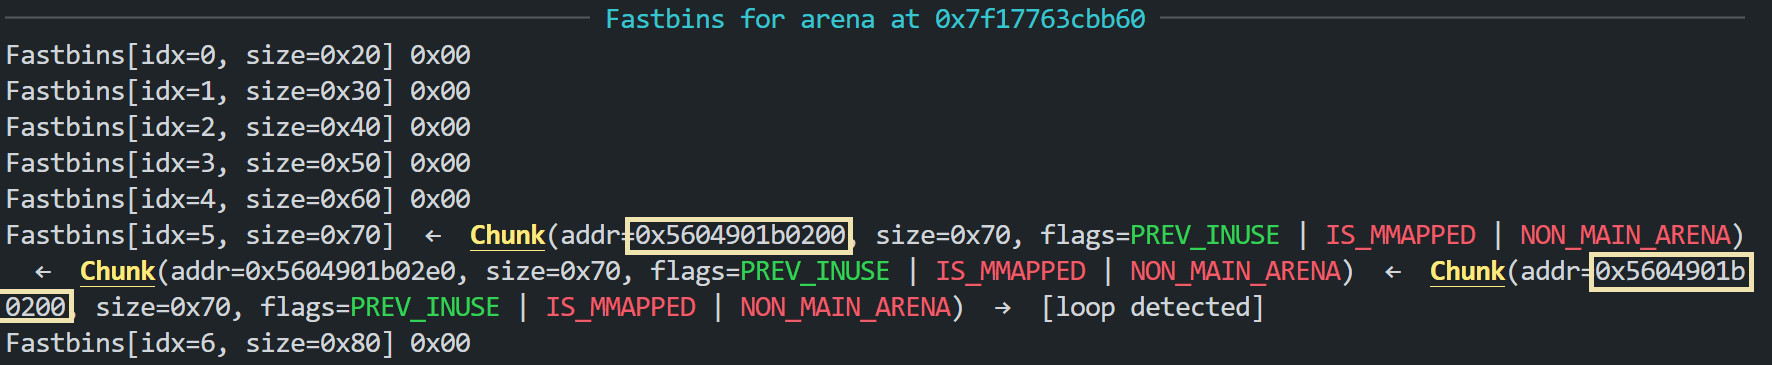 Fastbins for arena at 0x7f17763cbb60
Fastbins[idx=0, size=0x20] 0x00
Fastbins[idx=1, size=0x30] 0x00
Fastbins[idx=2, size=0x40] 0x00
Fastbins[idx=3, size=0x50] 0x00
Fastbins[idx=4, size=0x60] 0x00
Fastbins[idx=5, size=0x70]  ←  Chunk(addr=0x5604901b0200, size=0x70, flags=PREV_INUSE | IS_MMAPPED | NON_MAIN_ARENA)
←  Chunk(addr=0x5604901b02e0, size=0x70, flags=PREV_INUSE | IS_MMAPPED | NON_MAIN_ARENA)  ←  Chunk(addr=0x5604901b
0200, size=0x70, flags=PREV_INUSE | IS_MMAPPED | NON_MAIN_ARENA)  →  [loop detected]
Fastbins[idx=6, size=0x80] 0x00